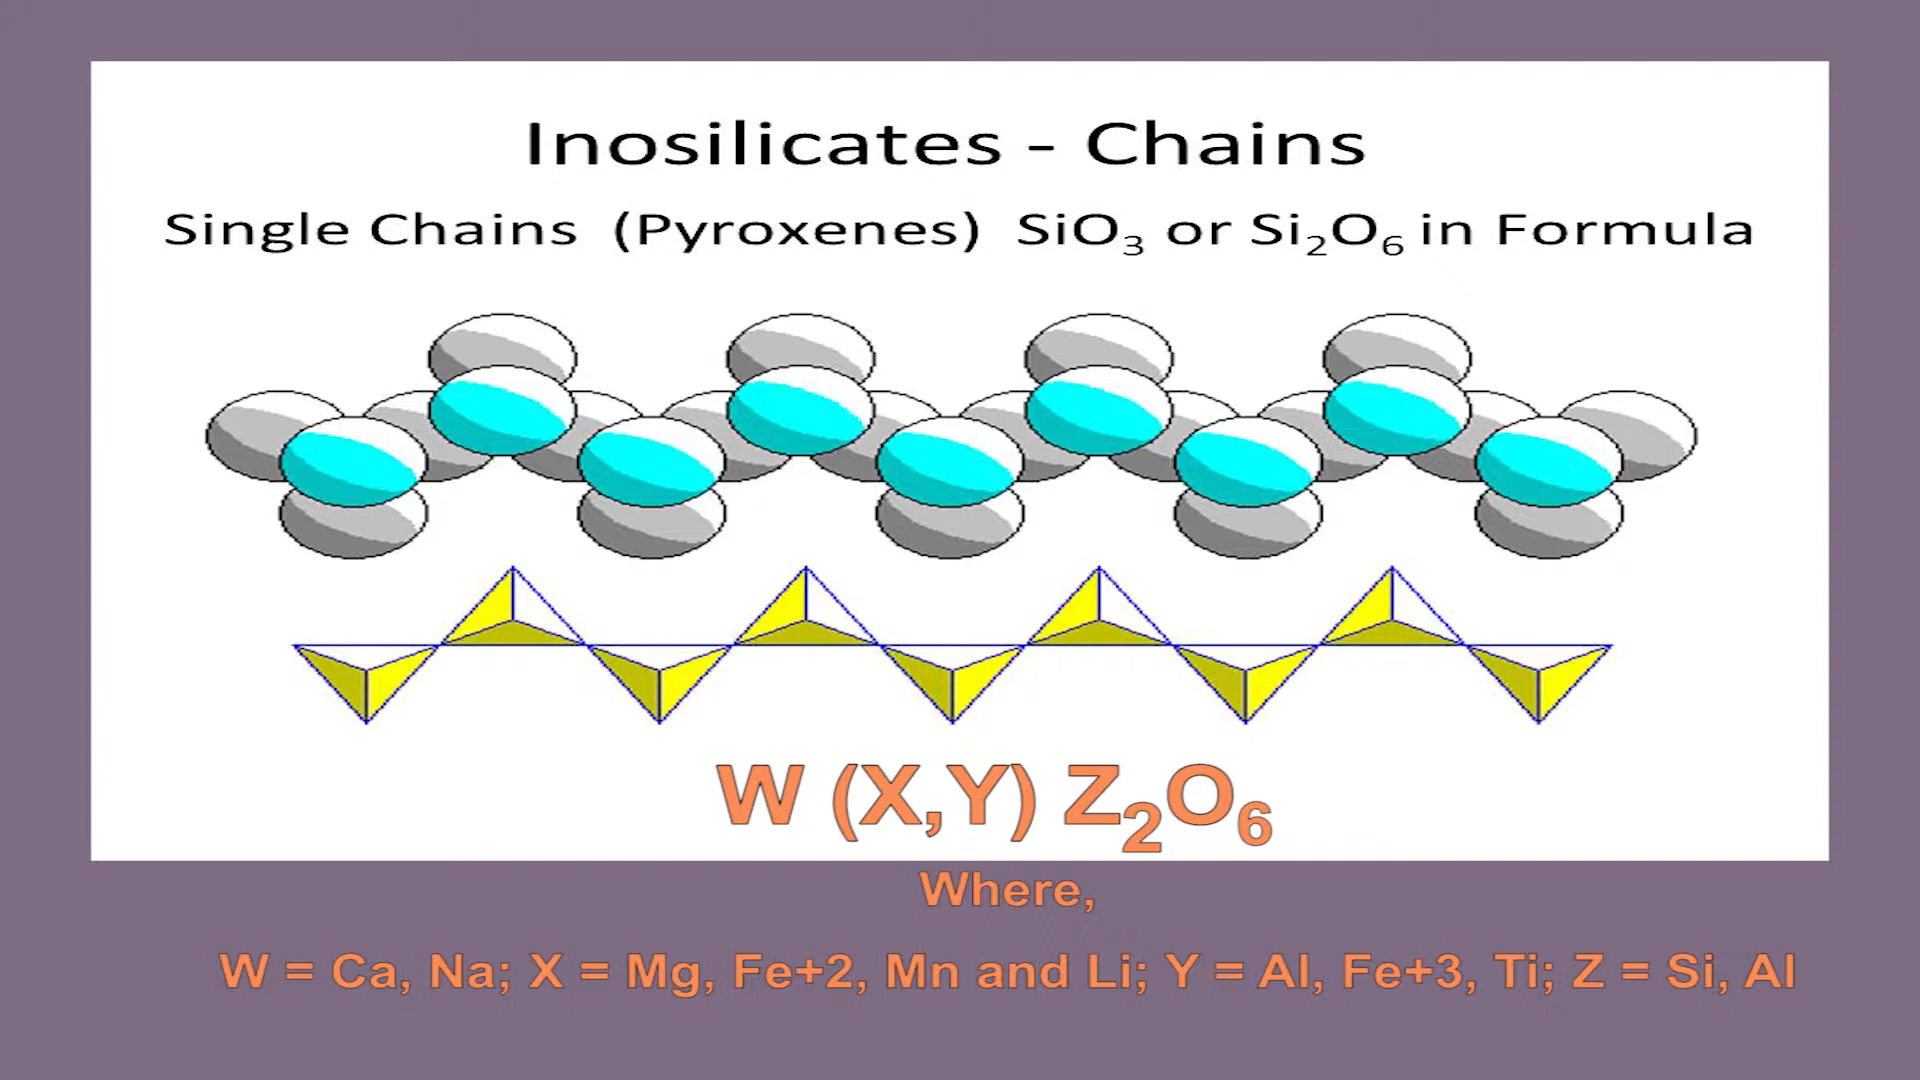 Inosilicates - Chains
Single Chains (Pyroxenes) SiO₃ or Si₂O₆ in Formula
W (X,Y) Z₂O₆
Where,
W = Ca, Na; X = Mg, Fe+2, Mn and Li; Y = Al, Fe+3, Ti; Z = Si, Al